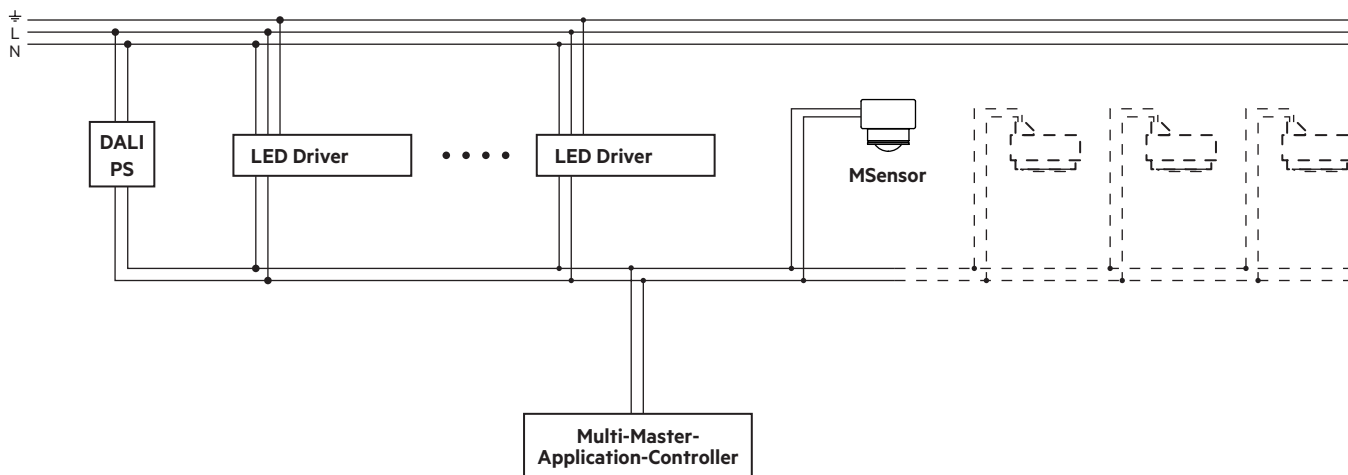 L
N
DALI
PS
LED Driver
LED Driver
MSensor
Multi-Master-
Application-Controller